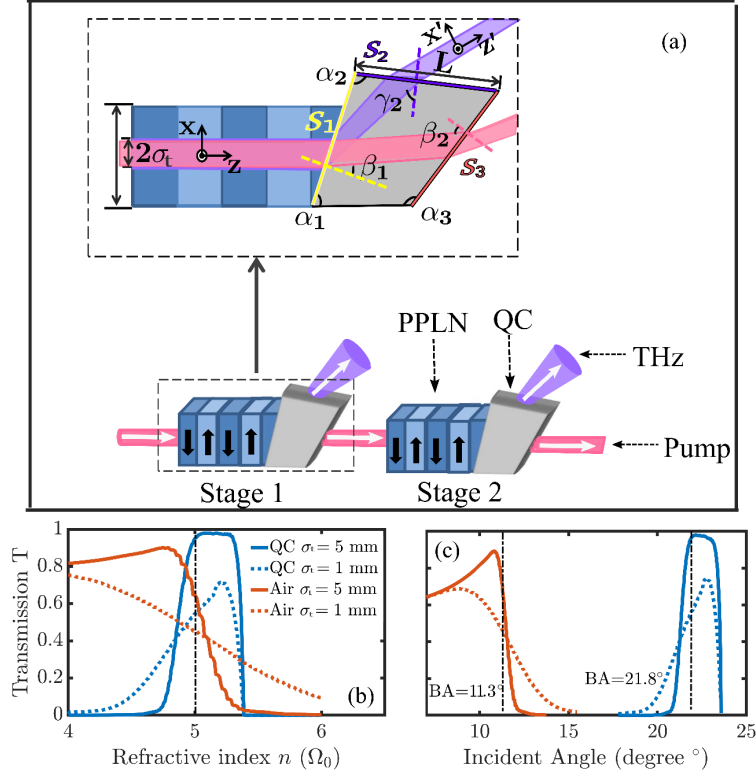 (a)
x'
z'
S₂
L
α₂
γ₂
S₁
x
2σₜ
z
β₁
β₂
S₃
α₁
α₃
PPLN
QC
THz
Pump
Stage 1
Stage 2
Transmission T
1
0.8
0.6
0.4
0.2
0
QC σₜ = 5 mm
QC σₜ = 1 mm
Air σₜ = 5 mm
Air σₜ = 1 mm
(b)
4
5
6
Refractive index n (Ω₀)
(c)
BA=11.3°
BA=21.8°
10
15
20
25
Incident Angle (degree °)